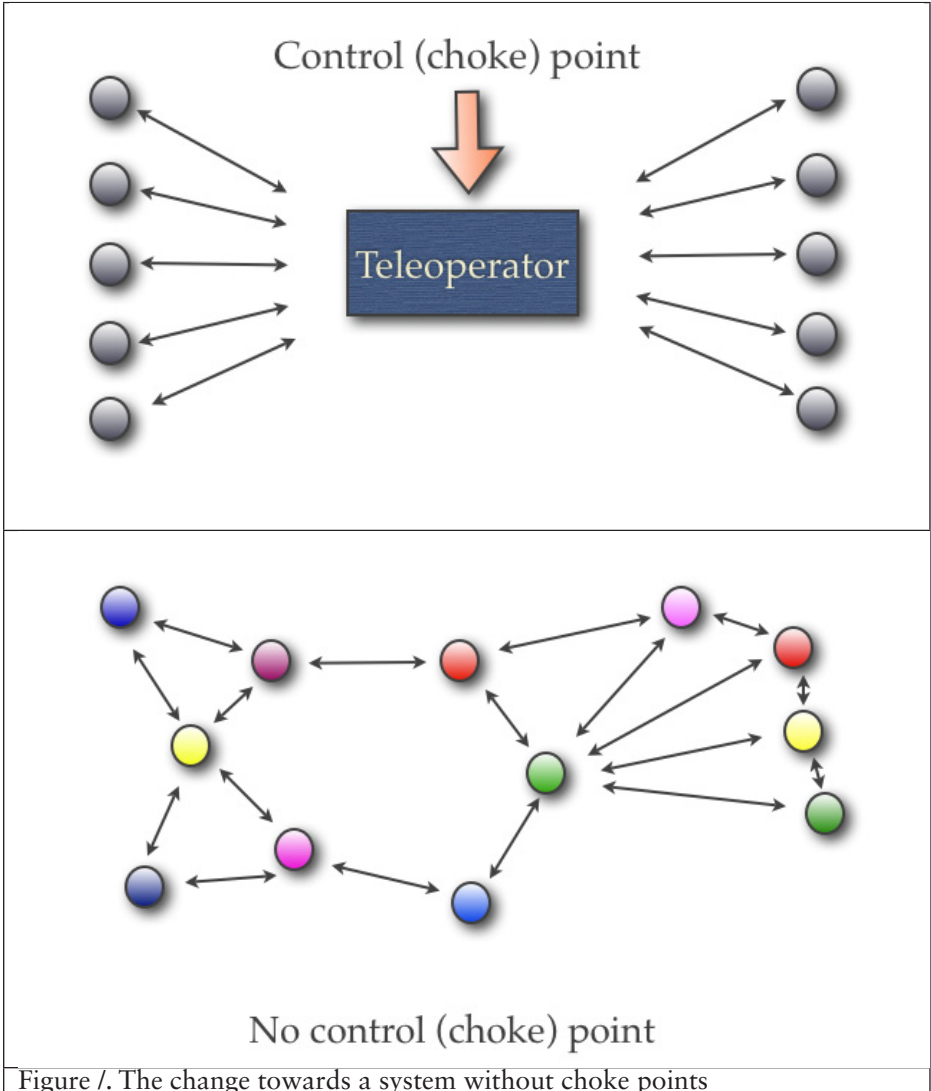 Control (choke) point
Teleoperator
No control (choke) point
Figure /. The change towards a system without choke points